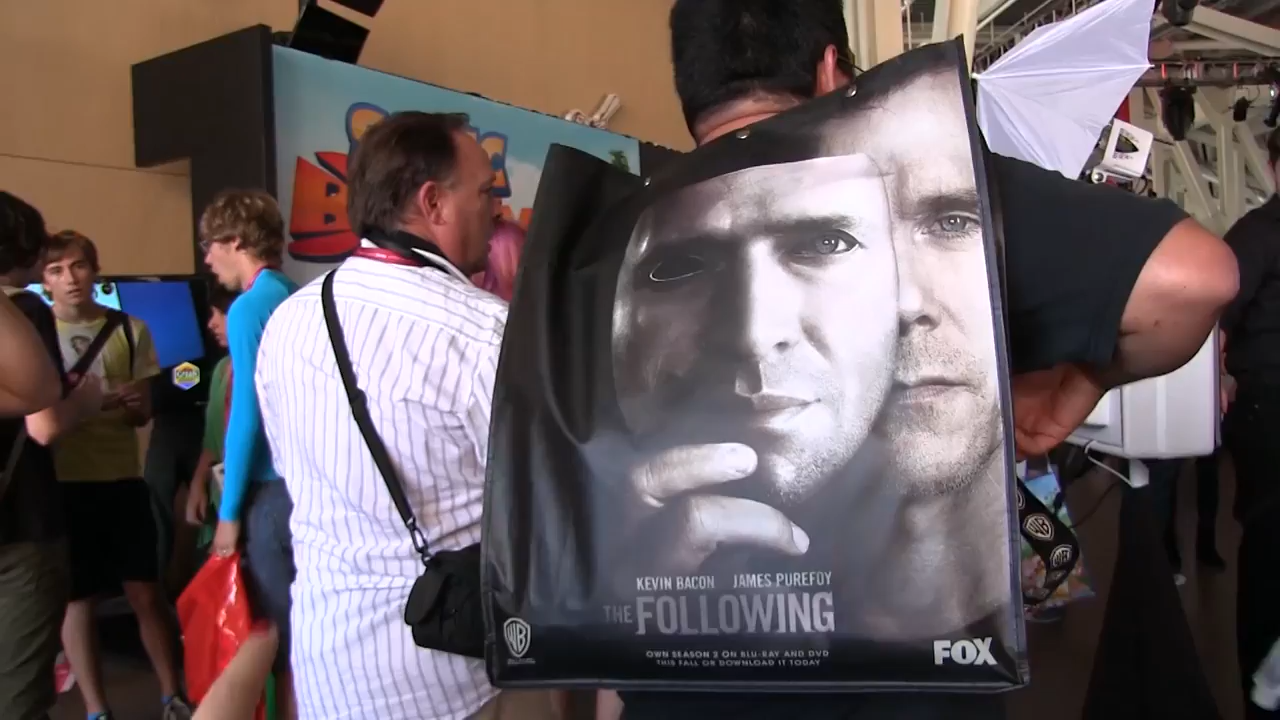 KEVIN BACON JAMES PUREFOY
THE FOLLOWING
OWN SEASON 2 ON BLU-RAY AND DVD
THIS FALL OR DOWNLOAD IT TODAY
FOX
WB